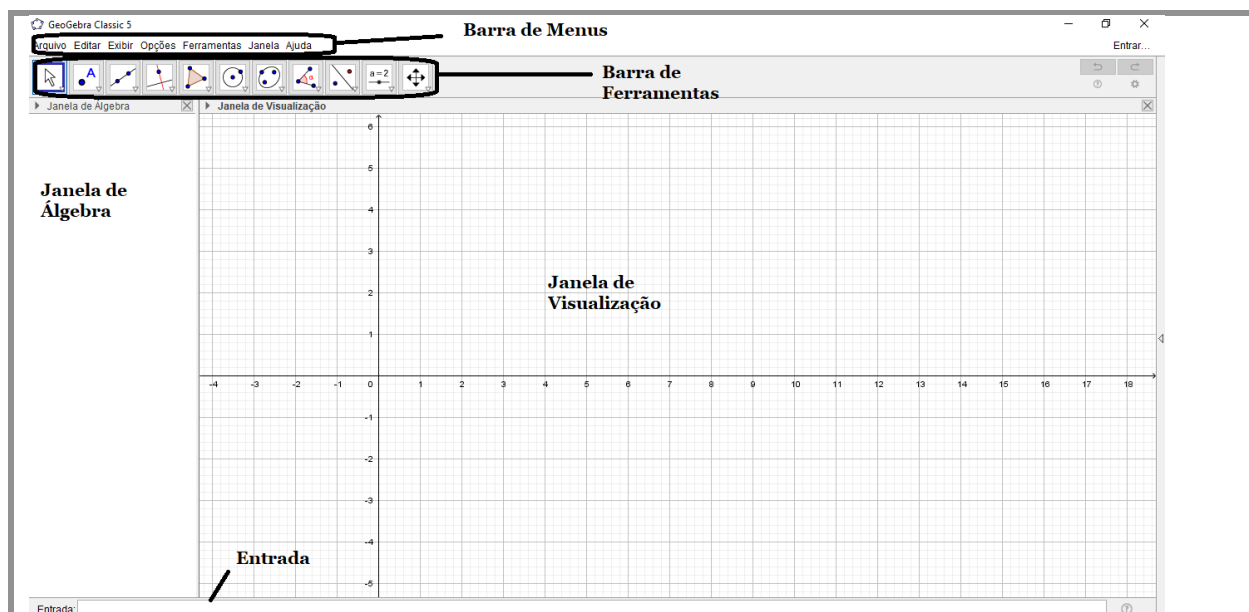 GeoGebra Classic 5
Barra de Menus
Arquivo Editar Exibir Opções Ferramentas Janela Ajuda
Entrar...
A
α
a=2
Barra de
Ferramentas
Janela de Álgebra
Janela de Visualização
Janela de
Álgebra
Janela de
Visualização
6
5
4
3
2
1
-4 -3 -2 -1 0 1 2 3 4 5 6 7 8 9 10 11 12 13 14 15 16 17 18
-1
-2
-3
-4
-5
Entrada
Entrada: